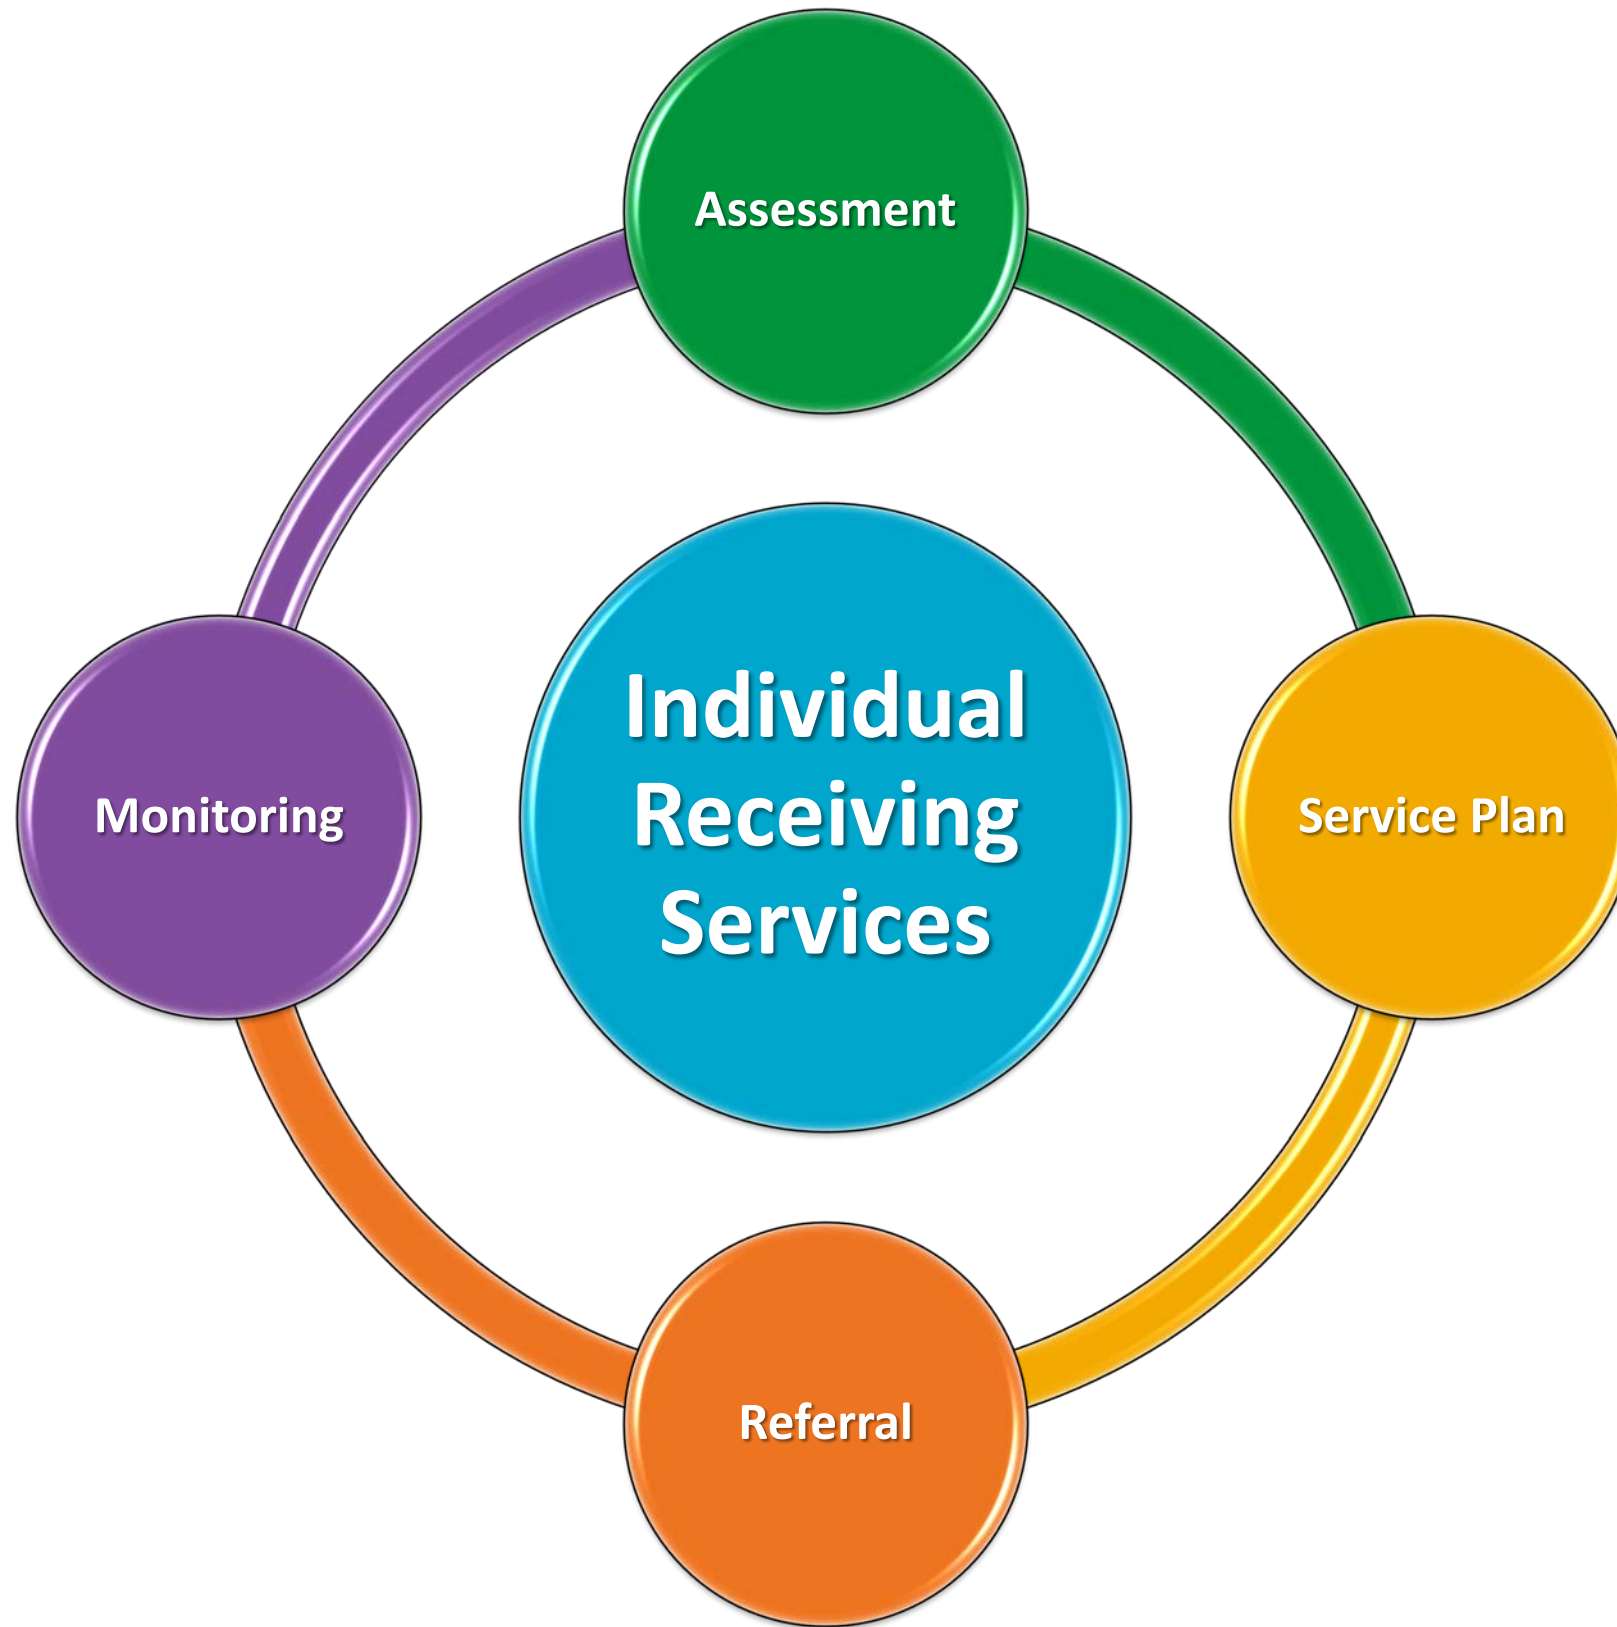 Assessment
Individual
Receiving
Services
Monitoring
Service Plan
Referral